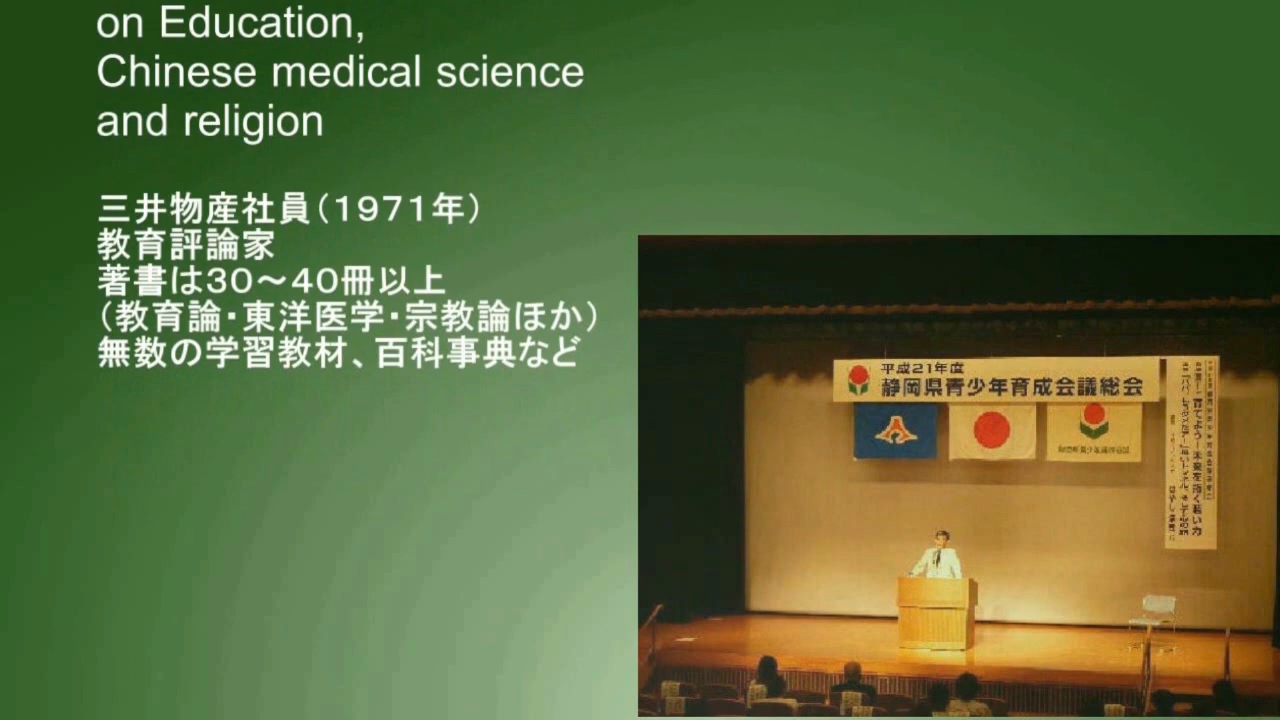 on Education,
Chinese medical science
and religion
三井物産社員（１９７１年）
教育評論家
著書は３０～４０冊以上
（教育論・東洋医学・宗教論ほか）
無数の学習教材、百科事典など
平成21年度
静岡県青少年育成会議総会